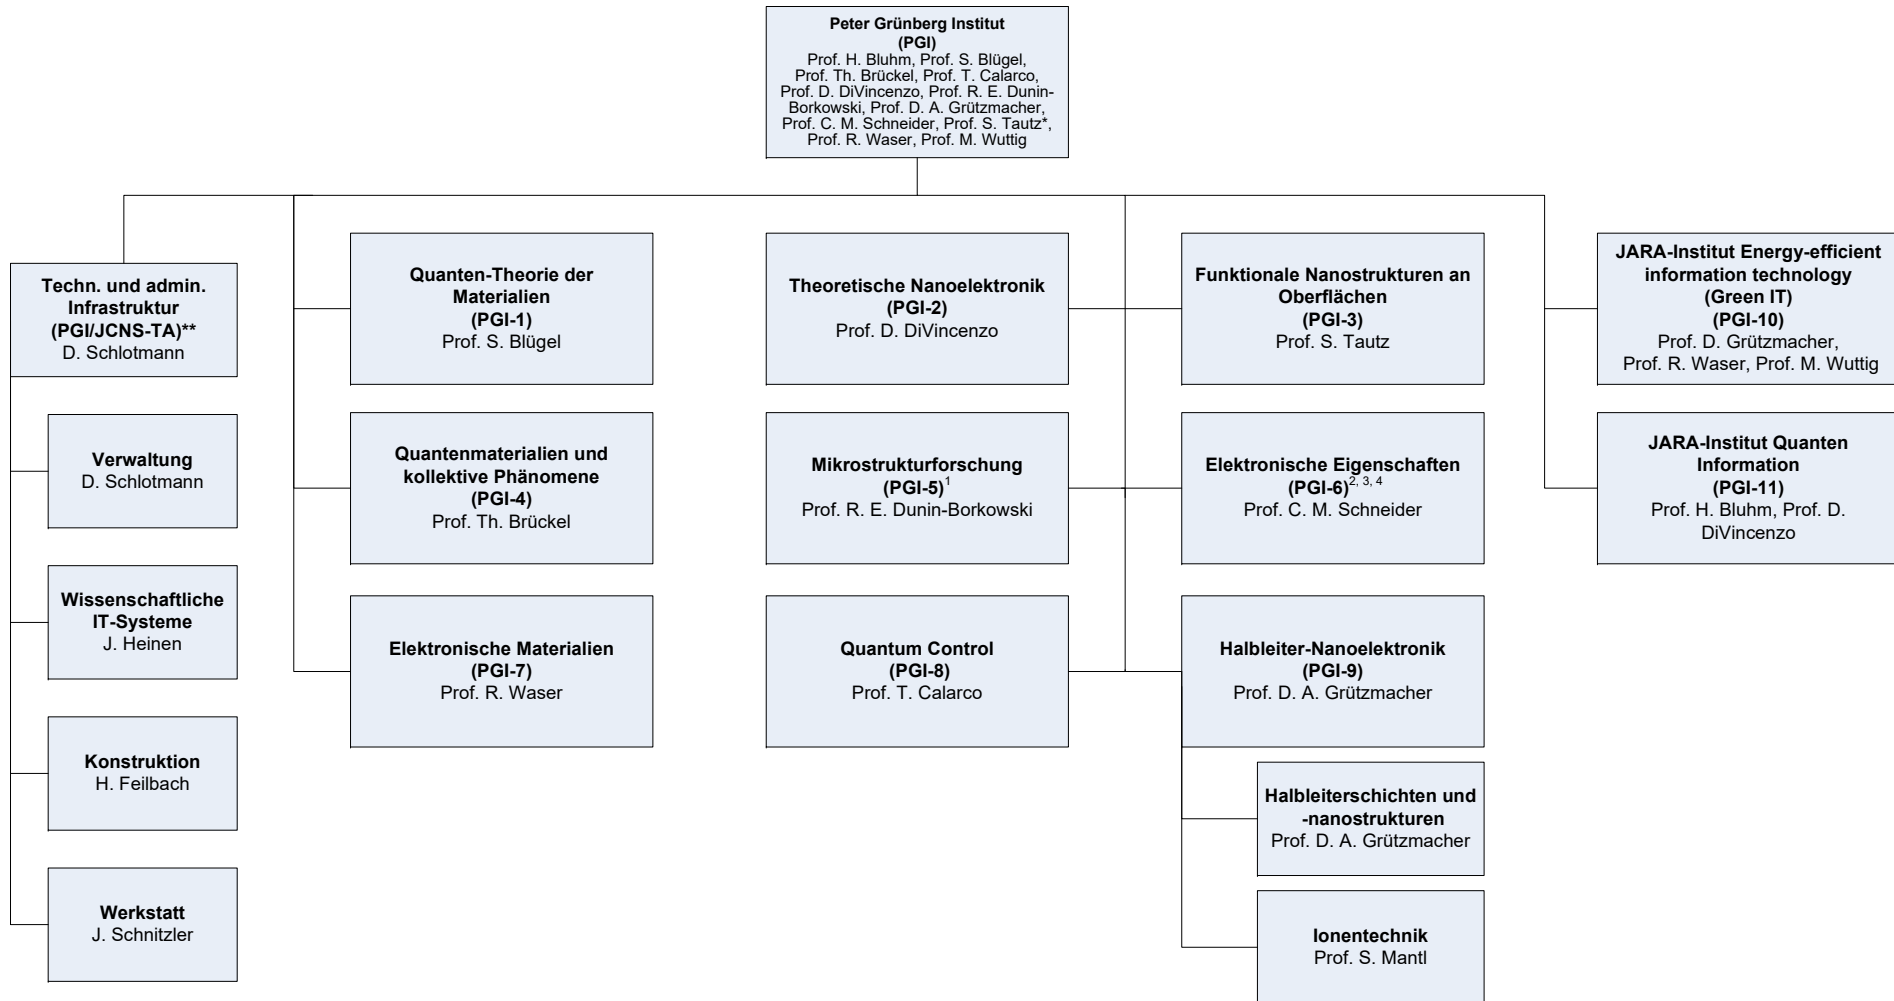 Peter Grünberg Institut
(PGI)
Prof. H. Bluhm, Prof. S. Blügel,
Prof. Th. Brückel, Prof. T. Calarco,
Prof. D. DiVincenzo, Prof. R. E. Dunin-
Borkowski, Prof. D. A. Grützmacher,
Prof. C. M. Schneider, Prof. S. Tautz*,
Prof. R. Waser, Prof. M. Wuttig
Techn. und admin.
Infrastruktur
(PGI/JCNS-TA)**
D. Schlotmann
Verwaltung
D. Schlotmann
Wissenschaftliche
IT-Systeme
J. Heinen
Konstruktion
H. Feilbach
Werkstatt
J. Schnitzler
Quanten-Theorie der
Materialien
(PGI-1)
Prof. S. Blügel
Quantenmaterialien und
kollektive Phänomene
(PGI-4)
Prof. Th. Brückel
Elektronische Materialien
(PGI-7)
Prof. R. Waser
Theoretische Nanoelektronik
(PGI-2)
Prof. D. DiVincenzo
Mikrostrukturforschung
(PGI-5)1
Prof. R. E. Dunin-Borkowski
Quantum Control
(PGI-8)
Prof. T. Calarco
Funktionale Nanostrukturen an
Oberflächen
(PGI-3)
Prof. S. Tautz
Elektronische Eigenschaften
(PGI-6)2, 3, 4
Prof. C. M. Schneider
Halbleiter-Nanoelektronik
(PGI-9)
Prof. D. A. Grützmacher
Halbleiterschichten und
-nanostrukturen
Prof. D. A. Grützmacher
Ionentechnik
Prof. S. Mantl
JARA-Institut Energy-efficient
information technology
(Green IT)
(PGI-10)
Prof. D. Grützmacher,
Prof. R. Waser, Prof. M. Wuttig
JARA-Institut Quanten
Information
(PGI-11)
Prof. H. Bluhm, Prof. D.
DiVincenzo